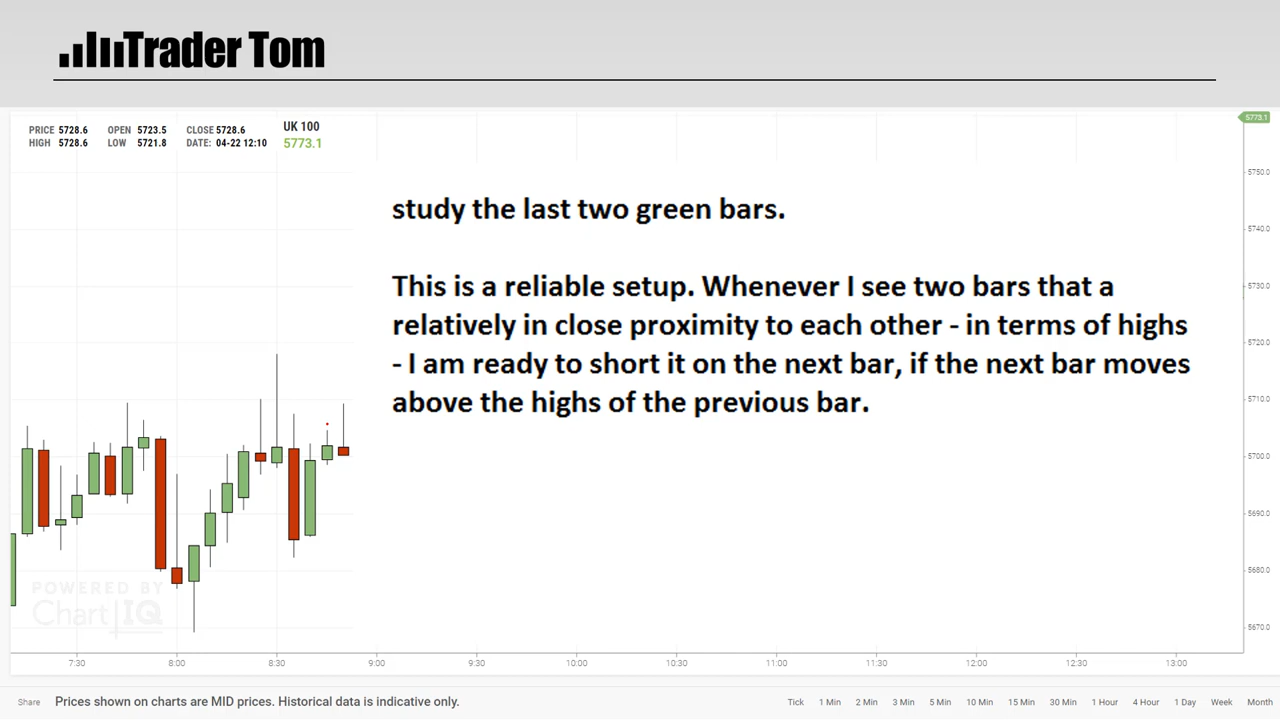 Trader Tom
PRICE 5728.6 OPEN 5723.5 CLOSE 5728.6 UK 100
HIGH 5728.6 LOW 5721.8 DATE: 04-22 12:10 5773.1
5773.1
study the last two green bars.
This is a reliable setup. Whenever I see two bars that a
relatively in close proximity to each other - in terms of highs
- I am ready to short it on the next bar, if the next bar moves
above the highs of the previous bar.
5750.0
5740.0
5730.0
5720.0
5710.0
5700.0
5690.0
5680.0
5670.0
POWERED BY
Chart IQ
7:30 8:00 8:30 9:00 9:30 10:00 10:30 11:00 11:30 12:00 12:30 13:00
Share Prices shown on charts are MID prices. Historical data is indicative only. Tick 1 Min 2 Min 3 Min 5 Min 10 Min 15 Min 30 Min 1 Hour 4 Hour 1 Day Week Month